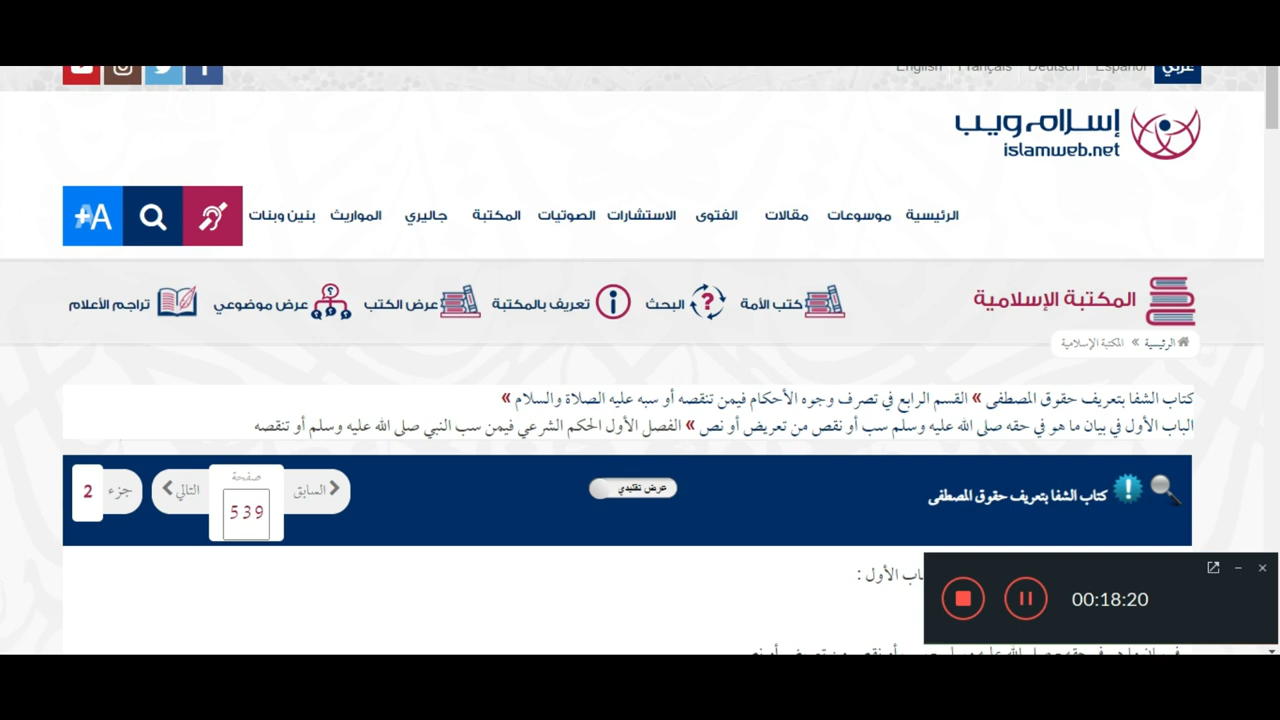 English Français Deutsch Español عربي
إسلام ويب
islamweb.net
الرئيسية موسوعات مقالات الفتوى الاستشارات الصوتيات المكتبة جاليري المواريث بنين وبنات +A
المكتبة الإسلامية كتب الأمة البحث تعريف بالمكتبة عرض الكتب عرض موضوعي تراجم الأعلام
الرئيسية » المكتبة الإسلامية
كتاب الشفا بتعريف حقوق المصطفى » القسم الرابع في تصرف وجوه الأحكام فيمن تنقصه أو سبه عليه الصلاة والسلام »
الباب الأول في بيان ما هو في حقه صلى الله عليه وسلم سب أو نقص من تعريض أو نص » الفصل الأول الحكم الشرعي فيمن سب النبي صلى الله عليه وسلم أو تنقصه
كتاب الشفا بتعريف حقوق المصطفى عرض تقليدي السابق صفحة 539 التالي جزء 2
الأول :
00:18:20